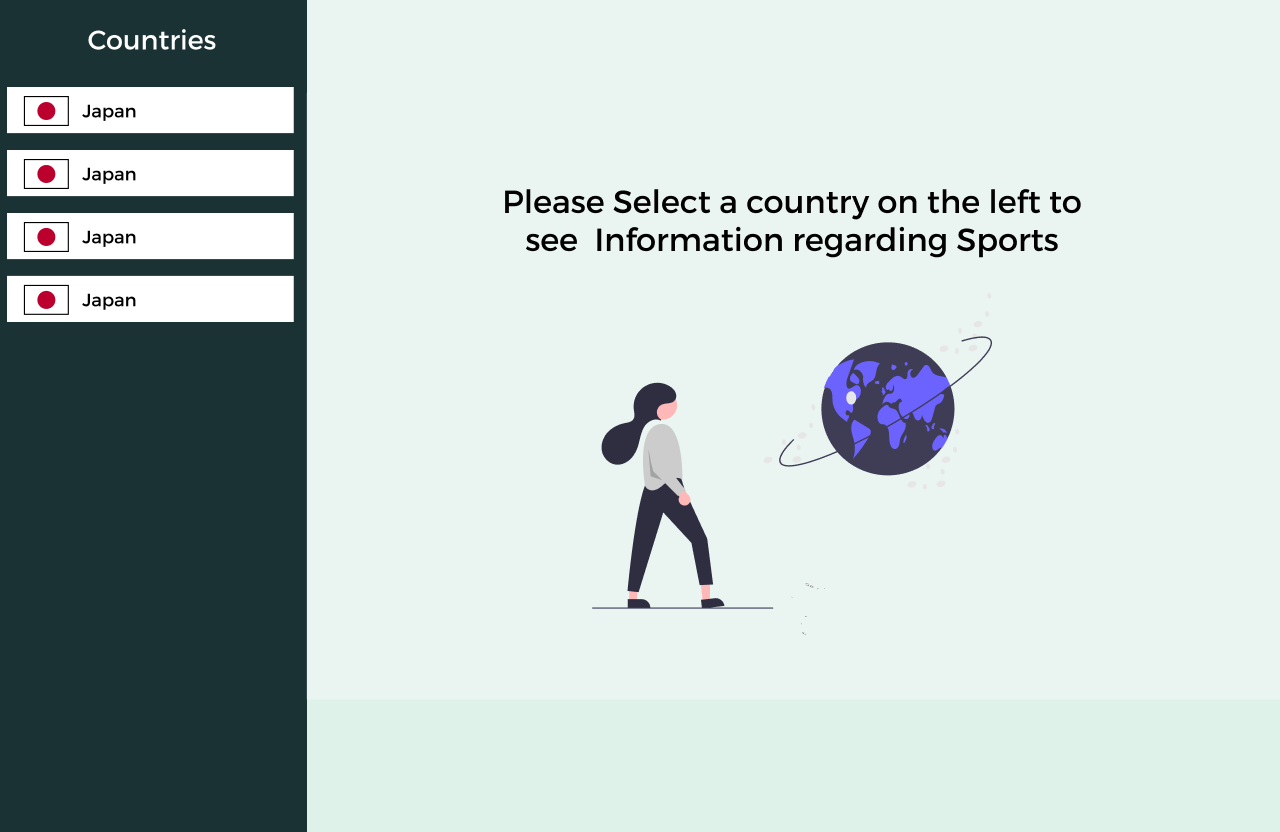 Countries
Japan
Japan
Japan
Japan
Please Select a country on the left to
see  Information regarding Sports